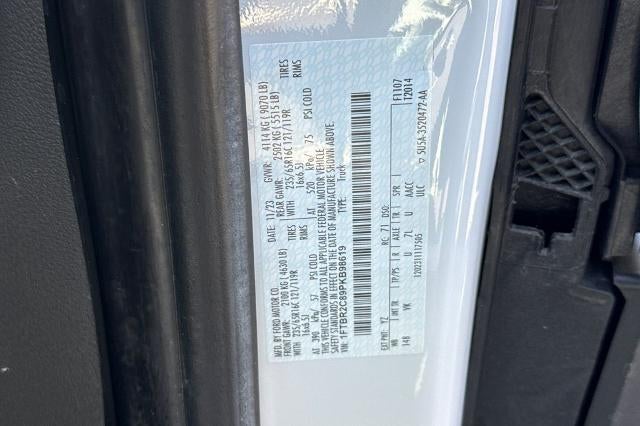 MFD. BY FORD MOTOR CO.
DATE: 11/23 GVWR: 4114 KG ( 9070 LB)
FRONT GAWR: 2100 KG ( 4630 LB) REAR GAWR: 2502 KG ( 5515 LB)
WITH 235/65R16C 121/119R TIRES WITH 235/65R16C 121/119R TIRES
16x6.5J RIMS 16x6.5J RIMS
AT 390 kPa/ 57 PSI COLD AT 520 kPa/ 75 PSI COLD
THIS VEHICLE CONFORMS TO ALL APPLICABLE FEDERAL MOTOR VEHICLE
SAFETY STANDARDS IN EFFECT ON THE DATE OF MANUFACTURE SHOWN ABOVE.
VIN: 1FTBR2C89PKB98619 TYPE: Truck
EXT PNT: YZ RC: 71 DSO: F1107
12014
WB INT TR TP/PS R AXLE TR SPR
148 VK U 7L U AACC
120231117505 ULC
SU5A-3520472-AA